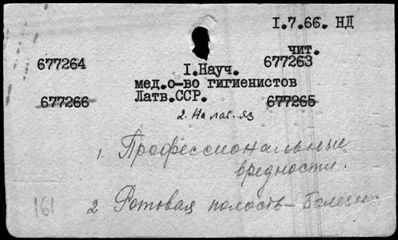 I.7.66. НД
чит.
677264 677263
I.Науч.
мед.о-во гигиенистов
Латв.ССР.
677266 677265
2. На лат. яз
1. Профессиональные
вредности.
161 2 Ротовая полость – Болезни